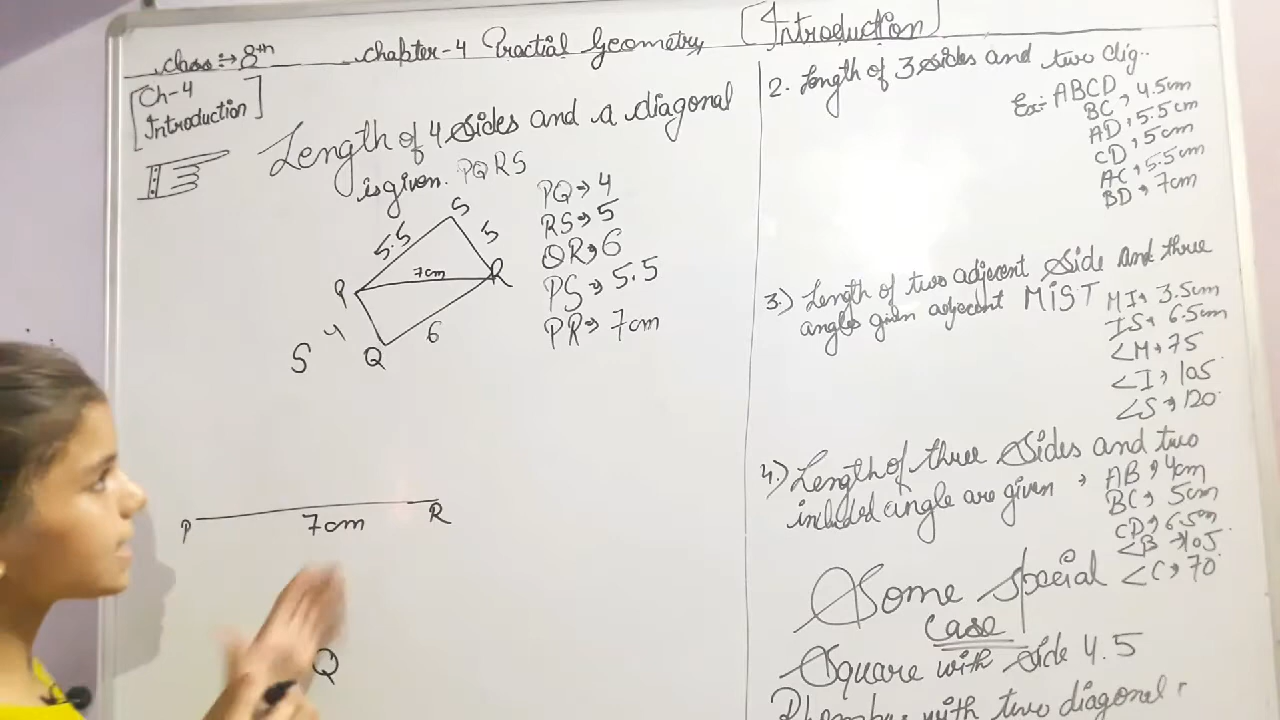 class :→ 8th chapter-4 Practial Geometry [Introduction]
[Ch-4
Introduction]
Length of 4 sides and a diagonal
is given. PQRS
PQ → 4
RS → 5
QR → 6
PS → 5.5
PR → 7cm
S
5.5
5
7cm
P
R
4
6
S
Q
P
7cm
R
Q
2. Length of 3 sides and two dig..
Ex:- ABCD
BC → 4.5cm
AD → 5.5cm
CD → 5cm
AC → 5.5cm
BD → 7cm
3.) Length of two adjecent side and three
angles given adjecent MIST
MI → 3.5cm
IS → 6.5cm
∠M → 75
∠I → 105
∠S → 120
4.) Length of three sides and two
included angle are given →
AB → 4cm
BC → 5cm
CD → 6.5cm
∠B → 105
∠C → 70
Some special
Case
Square with side 4.5
with two diagonal